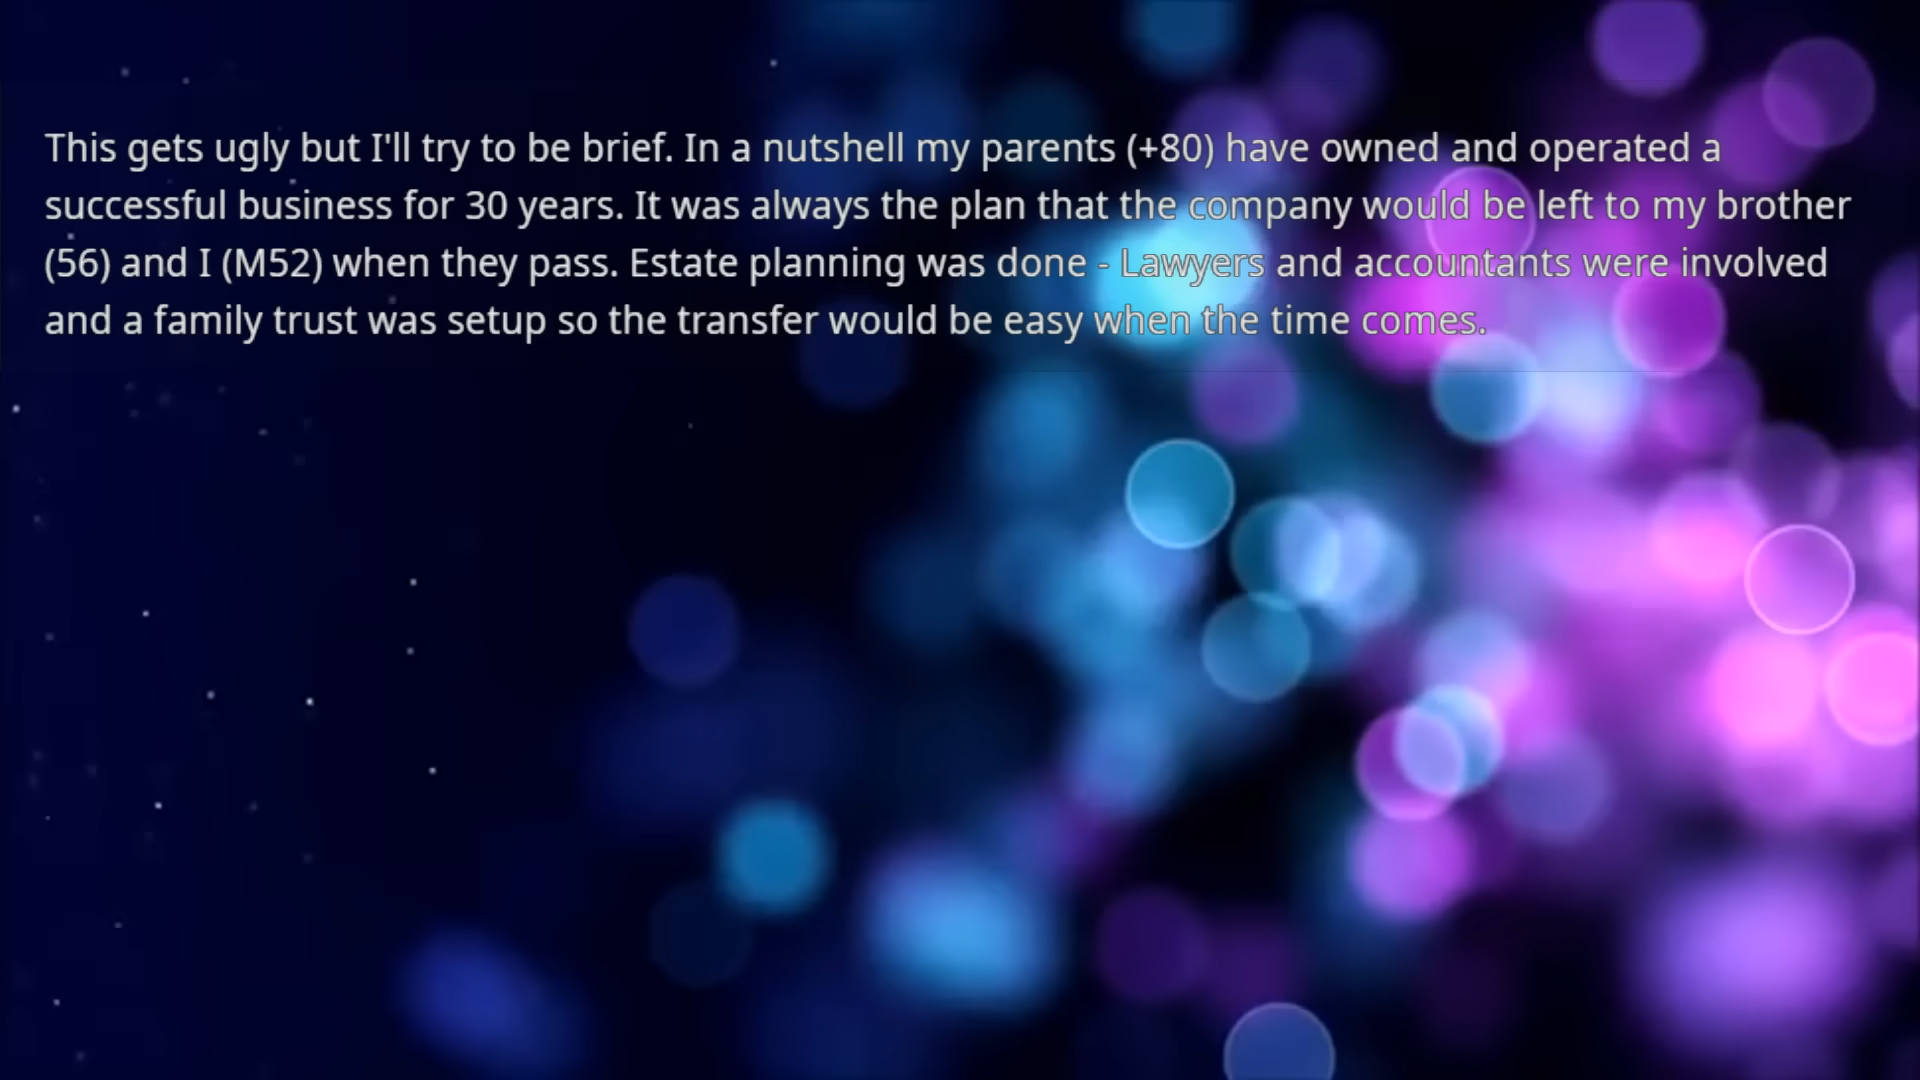 This gets ugly but I'll try to be brief. In a nutshell my parents (+80) have owned and operated a
successful business for 30 years. It was always the plan that the company would be left to my brother
(56) and I (M52) when they pass. Estate planning was done - Lawyers and accountants were involved
and a family trust was setup so the transfer would be easy when the time comes.